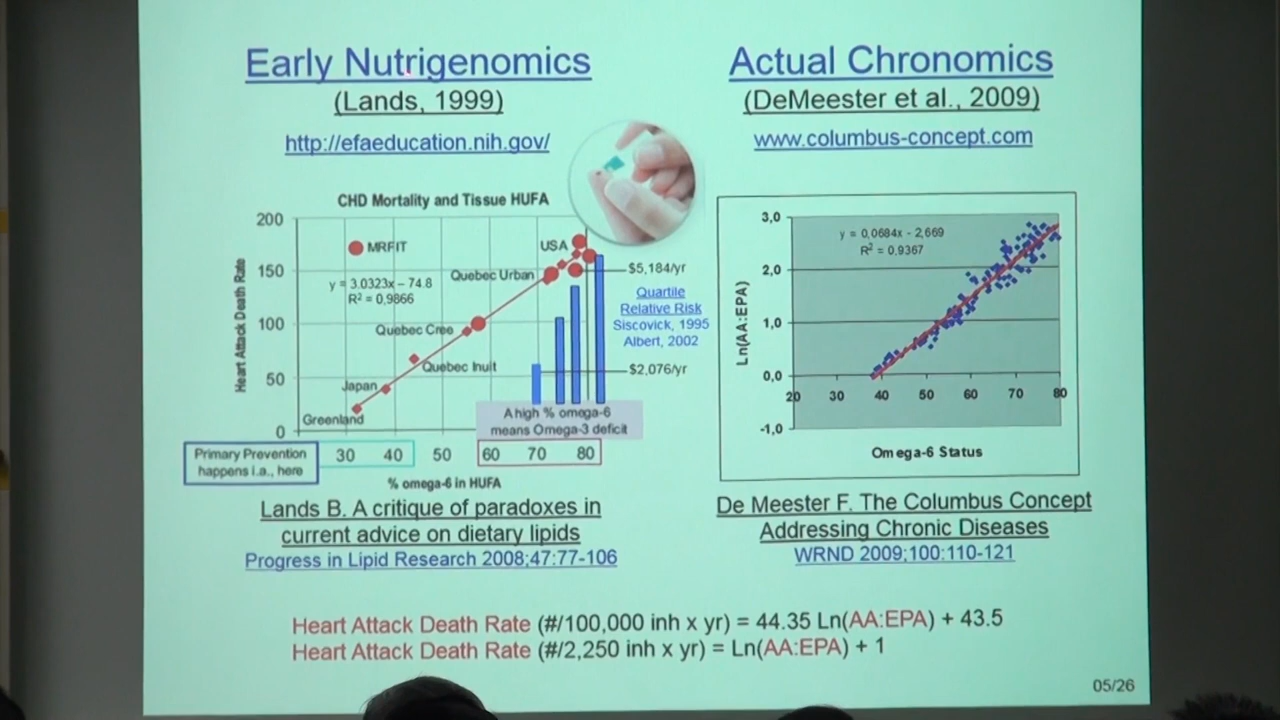 Early Nutrigenomics
(Lands, 1999)
http://efaeducation.nih.gov/
CHD Mortality and Tissue HUFA
Heart Attack Death Rate
200
150
100
50
0
MRFIT
y = 3.0323x – 74.8
R² = 0,9866
USA
Quebec Urban
Quebec Cree
Quebec Inuit
Japan
Greenland
$5,184/yr
Quartile
Relative Risk
Siscovick, 1995
Albert, 2002
$2,076/yr
A high % omega-6
means Omega-3 deficit
Primary Prevention
happens i.a., here
30 40 50 60 70 80
% omega-6 in HUFA
Lands B. A critique of paradoxes in
current advice on dietary lipids
Progress in Lipid Research 2008;47:77-106
Actual Chronomics
(DeMeester et al., 2009)
www.columbus-concept.com
Ln(AA:EPA)
3,0
2,0
1,0
0,0
-1,0
y = 0,0684x - 2,669
R² = 0,9367
20 30 40 50 60 70 80
Omega-6 Status
De Meester F. The Columbus Concept
Addressing Chronic Diseases
WRND 2009;100:110-121
Heart Attack Death Rate (#/100,000 inh x yr) = 44.35 Ln(AA:EPA) + 43.5
Heart Attack Death Rate (#/2,250 inh x yr) = Ln(AA:EPA) + 1
05/26